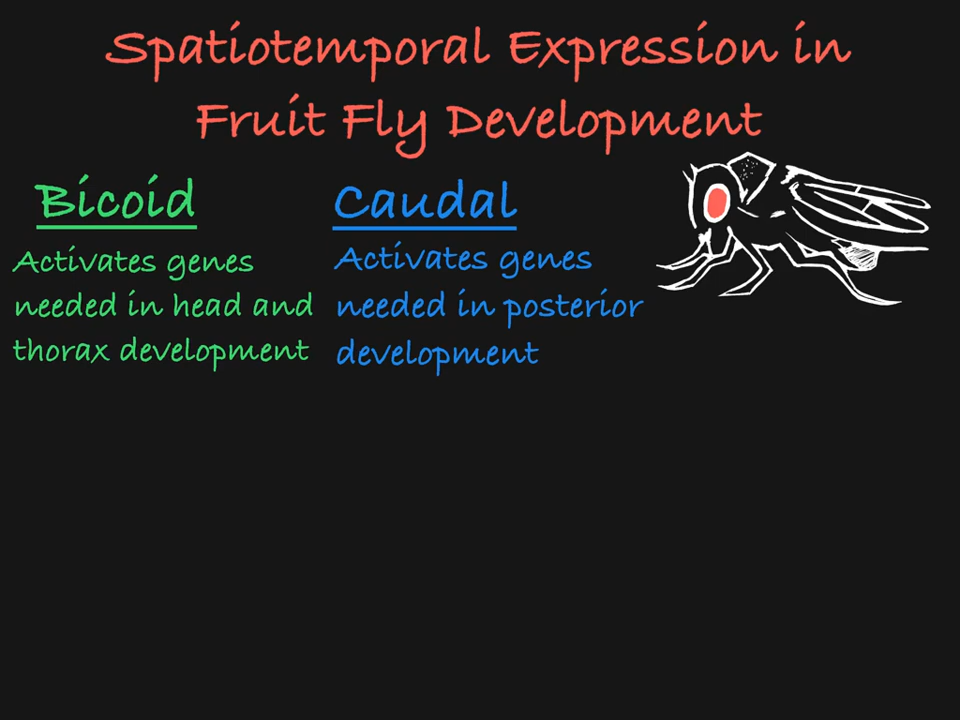 Spatiotemporal Expression in
Fruit Fly Development
Bicoid
Activates genes
needed in head and
thorax development
Caudal
Activates genes
needed in posterior
development